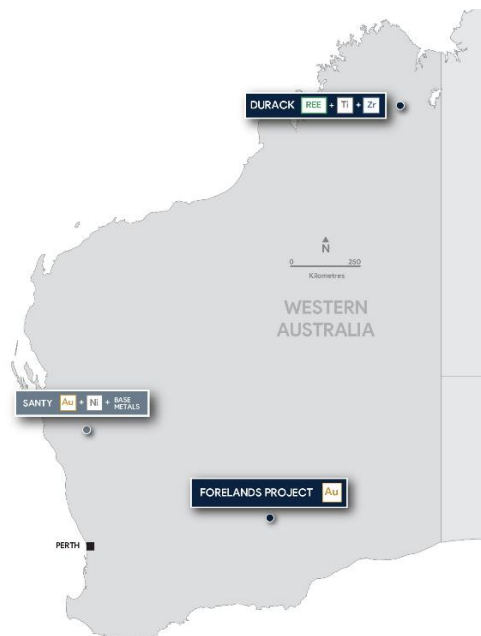 DURACK REE + Ti + Zr
N
0 250
Kilometres
WESTERN
AUSTRALIA
SANTY Au + Ni + BASE
METALS
FORELANDS PROJECT Au
PERTH